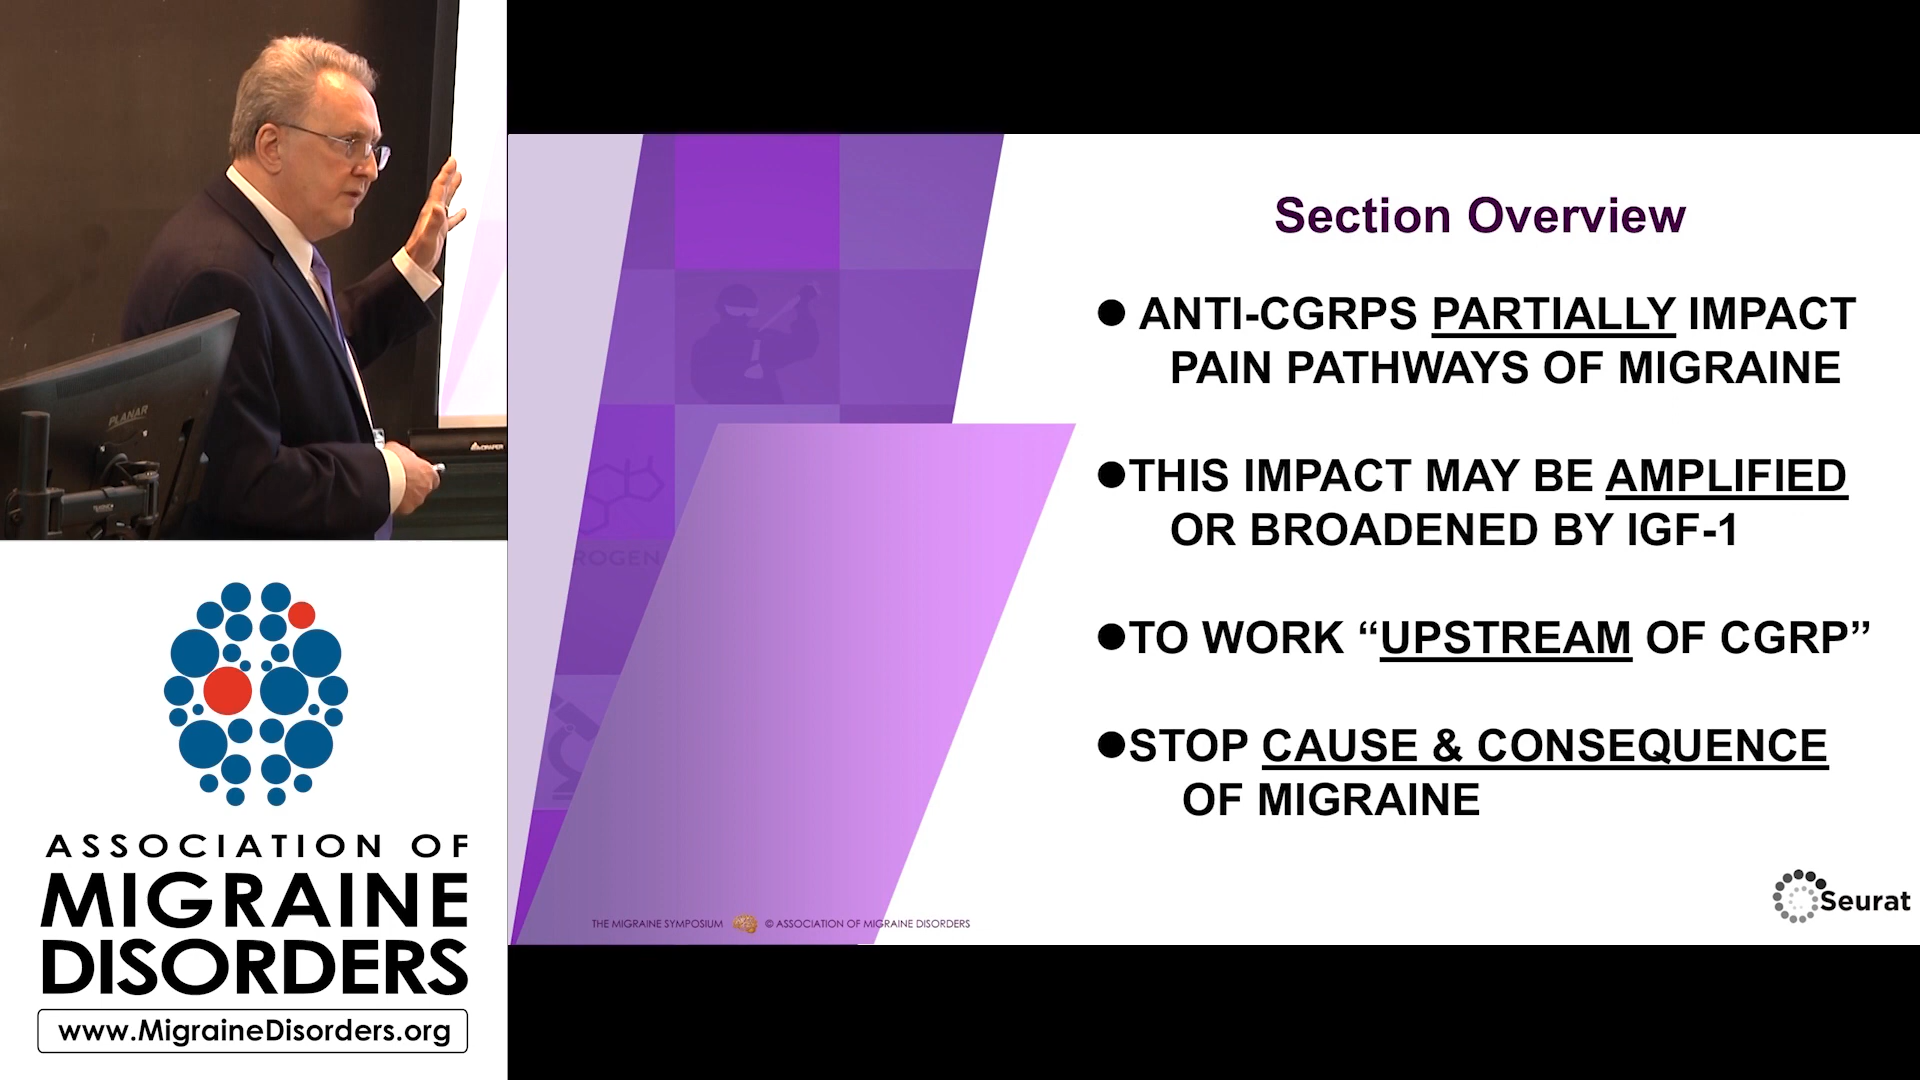 PLANAR
DRAPER
ASSOCIATION OF
MIGRAINE
DISORDERS
www.MigraineDisorders.org
Section Overview
● ANTI-CGRPS PARTIALLY IMPACT
PAIN PATHWAYS OF MIGRAINE
●THIS IMPACT MAY BE AMPLIFIED
OR BROADENED BY IGF-1
●TO WORK “UPSTREAM OF CGRP”
●STOP CAUSE & CONSEQUENCE
OF MIGRAINE
ROGEN
THE MIGRAINE SYMPOSIUM © ASSOCIATION OF MIGRAINE DISORDERS
Seurat